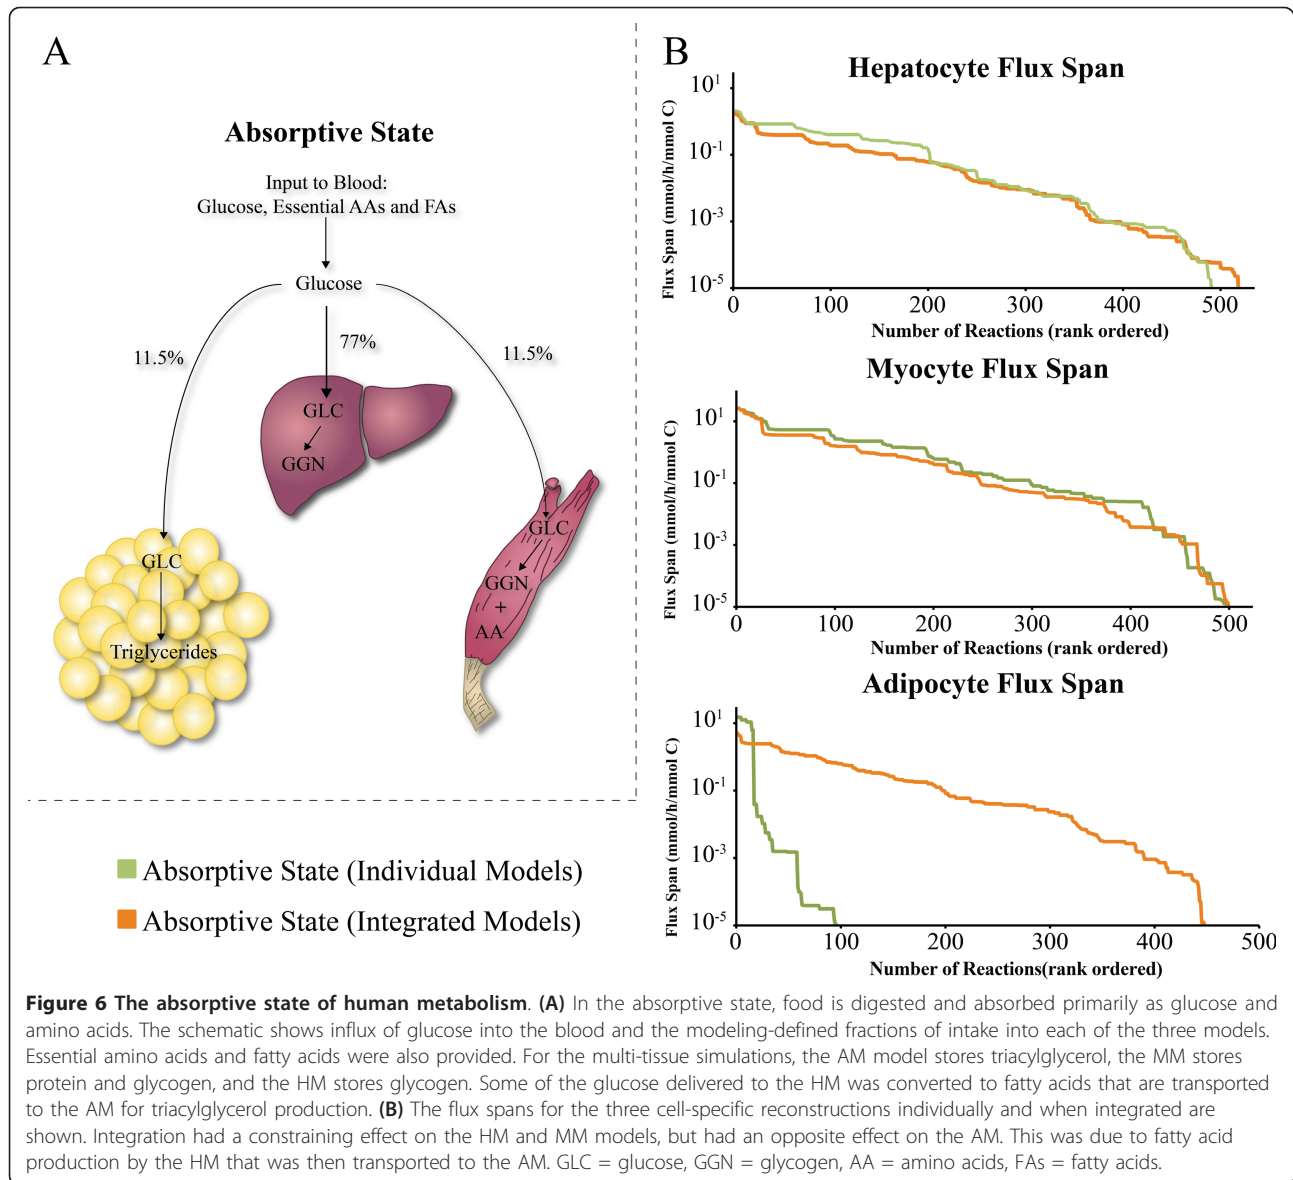 A
Absorptive State
Input to Blood:
Glucose, Essential AAs and FAs
Glucose
11.5%
77%
11.5%
GLC
GGN
GLC
GGN
+
AA
GLC
Triglycerides
Absorptive State (Individual Models)
Absorptive State (Integrated Models)
B
Hepatocyte Flux Span
Flux Span (mmol/h/mmol C)
10^1
10^-1
10^-3
10^-5
0 100 200 300 400 500
Number of Reactions (rank ordered)
Myocyte Flux Span
Flux Span (mmol/h/mmol C)
10^1
10^-1
10^-3
10^-5
0 100 200 300 400 500
Number of Reactions (rank ordered)
Adipocyte Flux Span
Flux Span (mmol/h/mmol C)
10^1
10^-1
10^-3
10^-5
0 100 200 300 400 500
Number of Reactions(rank ordered)
Figure 6 The absorptive state of human metabolism. (A) In the absorptive state, food is digested and absorbed primarily as glucose and
amino acids. The schematic shows influx of glucose into the blood and the modeling-defined fractions of intake into each of the three models.
Essential amino acids and fatty acids were also provided. For the multi-tissue simulations, the AM model stores triacylglycerol, the MM stores
protein and glycogen, and the HM stores glycogen. Some of the glucose delivered to the HM was converted to fatty acids that are transported
to the AM for triacylglycerol production. (B) The flux spans for the three cell-specific reconstructions individually and when integrated are
shown. Integration had a constraining effect on the HM and MM models, but had an opposite effect on the AM. This was due to fatty acid
production by the HM that was then transported to the AM. GLC = glucose, GGN = glycogen, AA = amino acids, FAs = fatty acids.